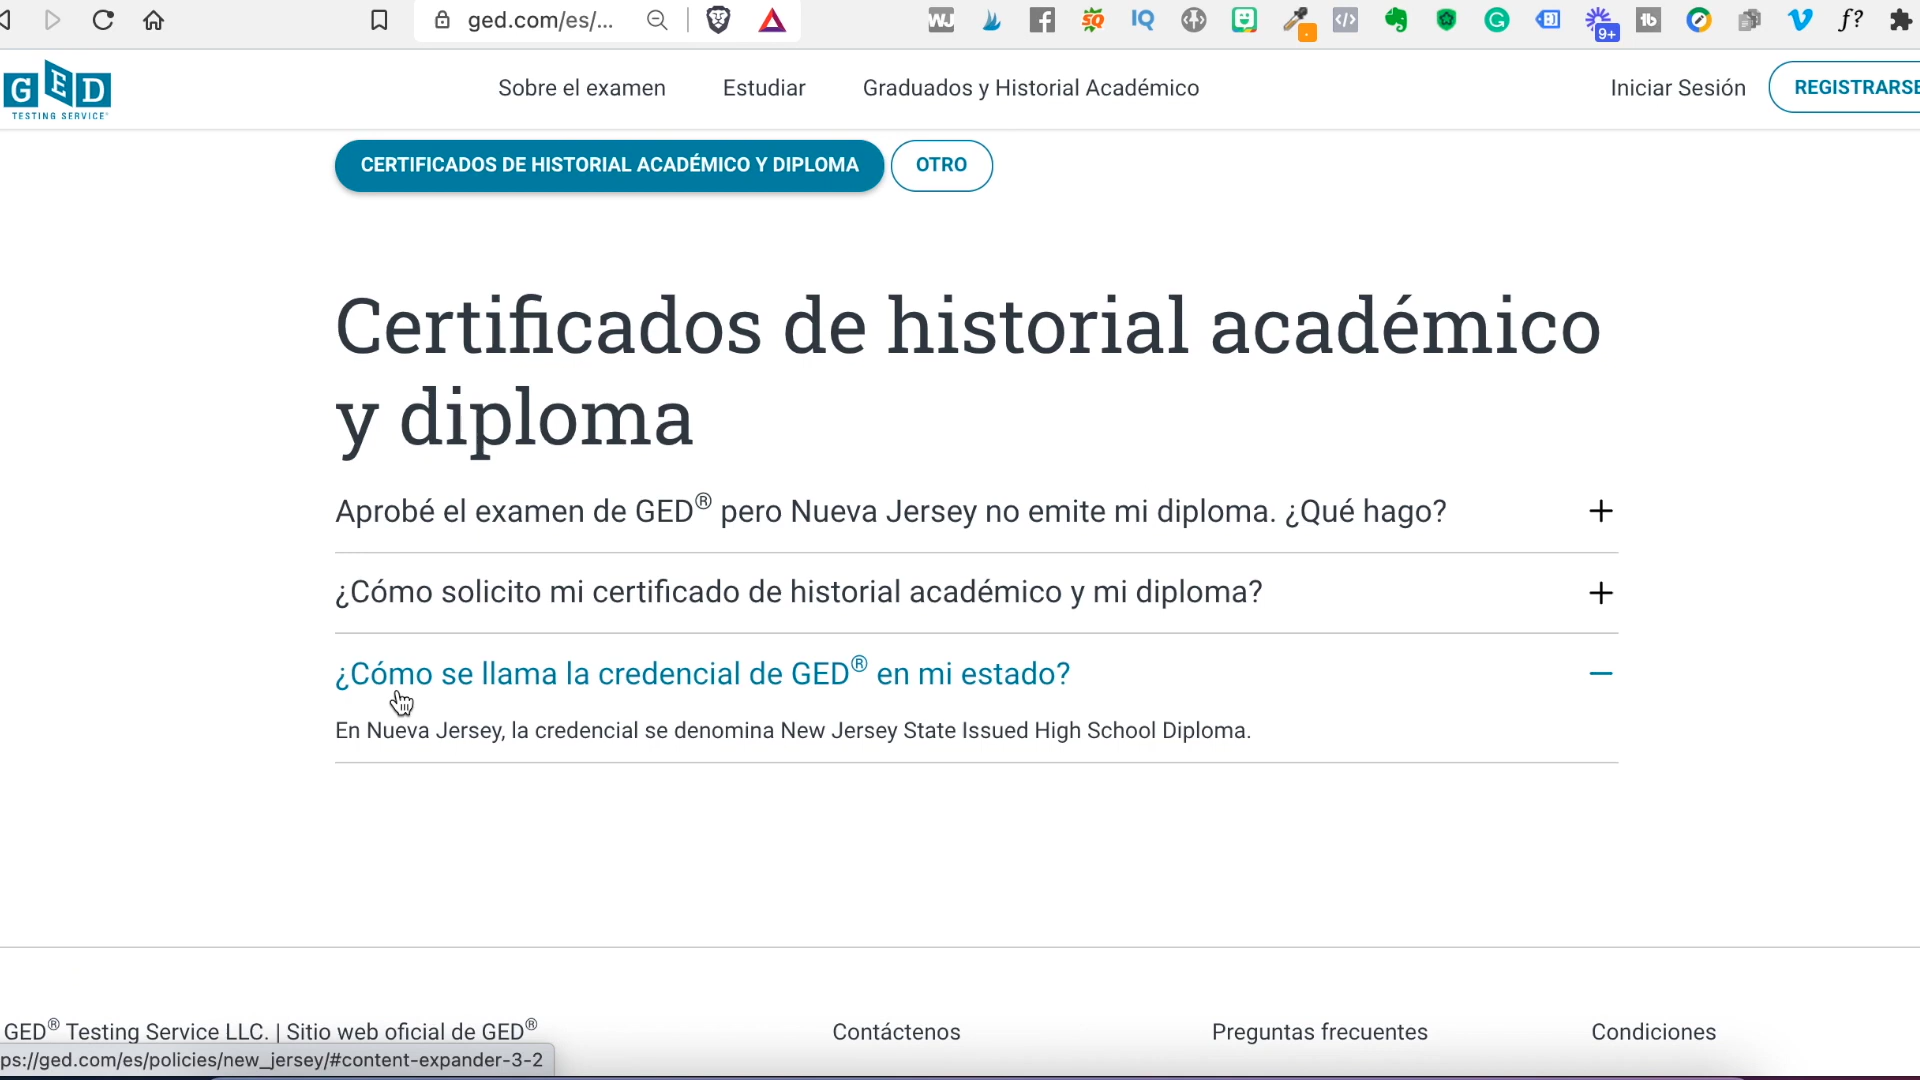 ged.com/es/...
WJ
SQ
IQ
9+
tb
f?
GED
TESTING SERVICE
Sobre el examen
Estudiar
Graduados y Historial Académico
Iniciar Sesión
REGISTRARSE
CERTIFICADOS DE HISTORIAL ACADÉMICO Y DIPLOMA
OTRO
Certificados de historial académico
y diploma
Aprobé el examen de GED® pero Nueva Jersey no emite mi diploma. ¿Qué hago?
¿Cómo solicito mi certificado de historial académico y mi diploma?
¿Cómo se llama la credencial de GED® en mi estado?
En Nueva Jersey, la credencial se denomina New Jersey State Issued High School Diploma.
GED® Testing Service LLC. | Sitio web oficial de GED®
Contáctenos
Preguntas frecuentes
Condiciones
ps://ged.com/es/policies/new_jersey/#content-expander-3-2